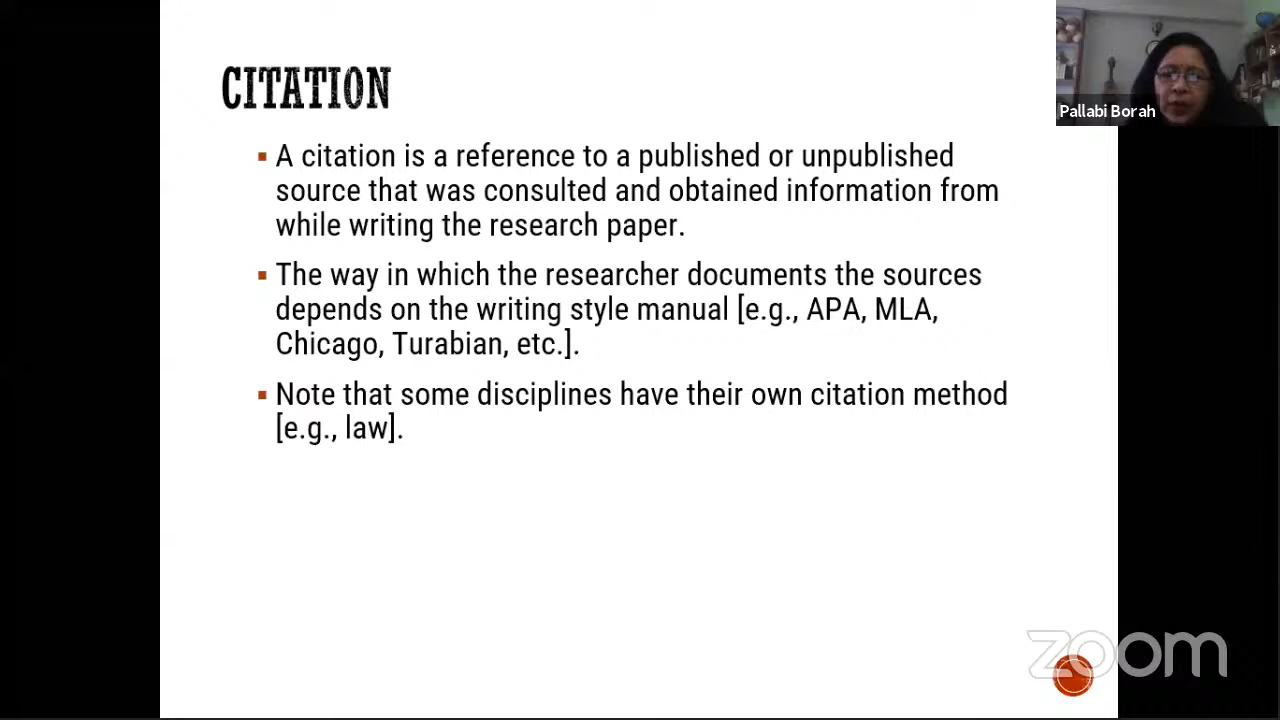 CITATION
▪ A citation is a reference to a published or unpublished
source that was consulted and obtained information from
while writing the research paper.
▪ The way in which the researcher documents the sources
depends on the writing style manual [e.g., APA, MLA,
Chicago, Turabian, etc.].
▪ Note that some disciplines have their own citation method
[e.g., law].
Pallabi Borah
zoom